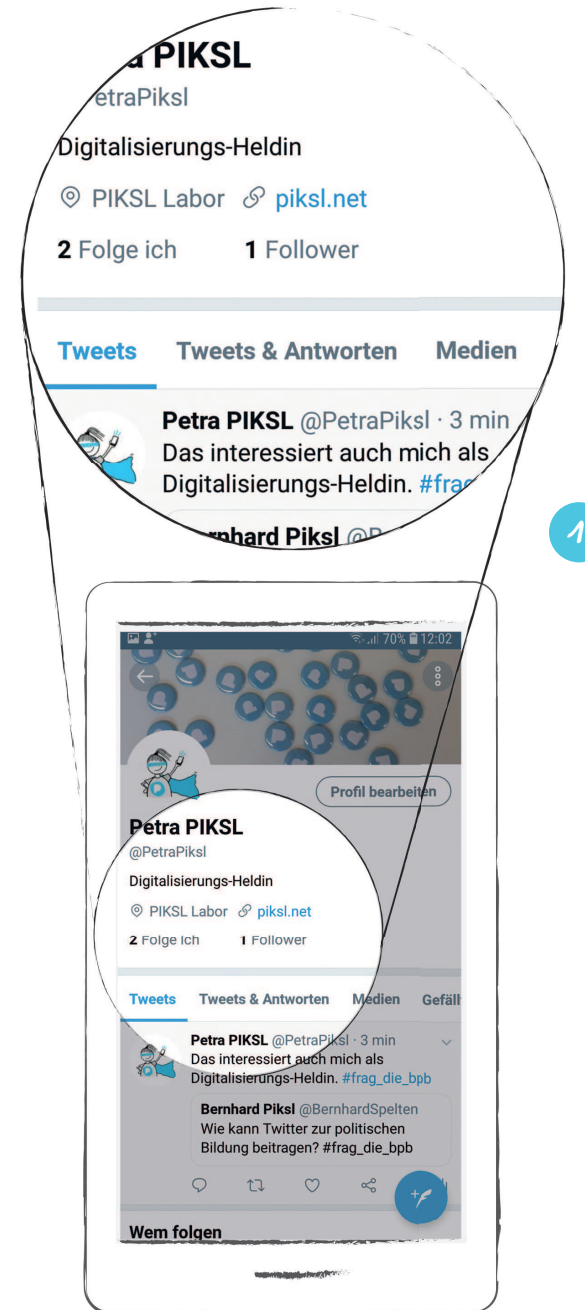 PIKSL
etraPiksl
Digitalisierungs-Heldin
PIKSL Labor piksl.net
2 Folge ich 1 Follower
Tweets Tweets & Antworten Medien
Petra PIKSL @PetraPiksl · 3 min
Das interessiert auch mich als
Digitalisierungs-Heldin. #frag
rnhard Piksl
1
70% 12:02
Profil bearbeiten
Petra PIKSL
@PetraPiksl
Digitalisierungs-Heldin
PIKSL Labor piksl.net
2 Folge ich 1 Follower
Tweets Tweets & Antworten Medien Gefäll
Petra PIKSL @PetraPiksl · 3 min
Das interessiert auch mich als
Digitalisierungs-Heldin. #frag_die_bpb
Bernhard Piksl @BernhardSpelten
Wie kann Twitter zur politischen
Bildung beitragen? #frag_die_bpb
Wem folgen